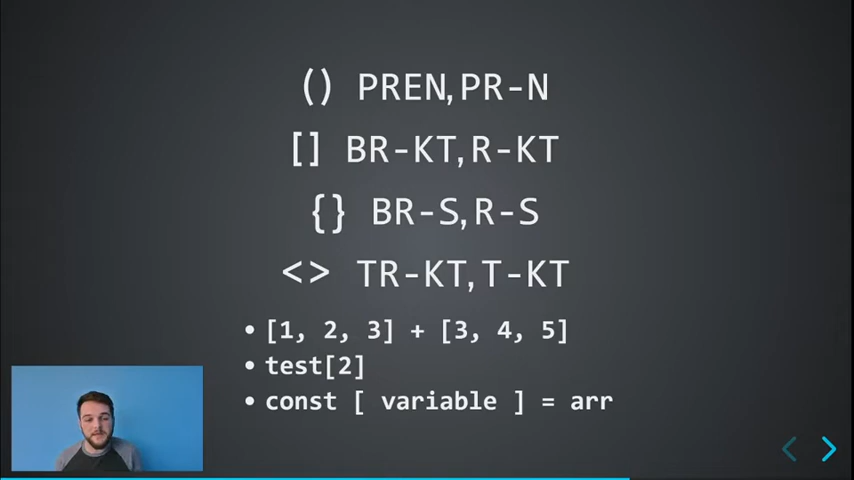 () PREN,PR-N
[] BR-KT,R-KT
{} BR-S,R-S
<> TR-KT,T-KT
• [1, 2, 3] + [3, 4, 5]
• test[2]
• const [ variable ] = arr